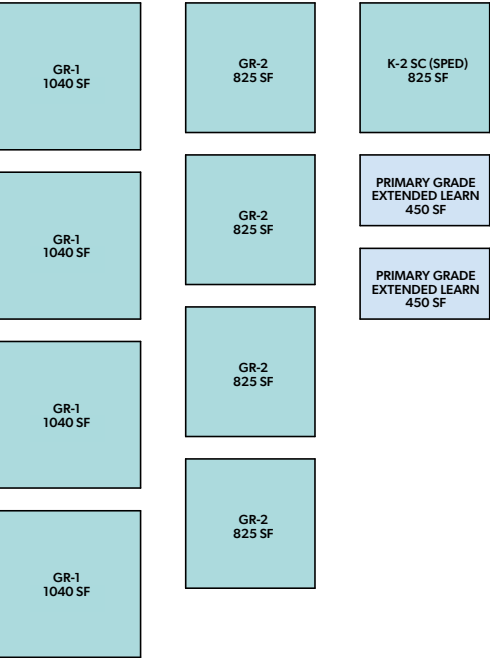 GR-1
1040 SF
GR-1
1040 SF
GR-1
1040 SF
GR-1
1040 SF
GR-2
825 SF
GR-2
825 SF
GR-2
825 SF
GR-2
825 SF
K-2 SC (SPED)
825 SF
PRIMARY GRADE
EXTENDED LEARN
450 SF
PRIMARY GRADE
EXTENDED LEARN
450 SF